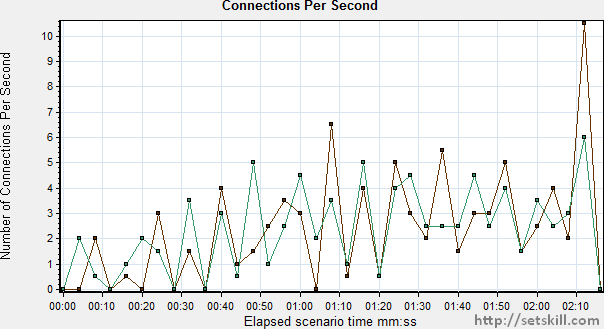 Connections Per Second
Number of Connections Per Second
10
9
8
7
6
5
4
3
2
1
0
00:00 00:10 00:20 00:30 00:40 00:50 01:00 01:10 01:20 01:30 01:40 01:50 02:00 02:10
Elapsed scenario time mm:ss
http://setskill.com/